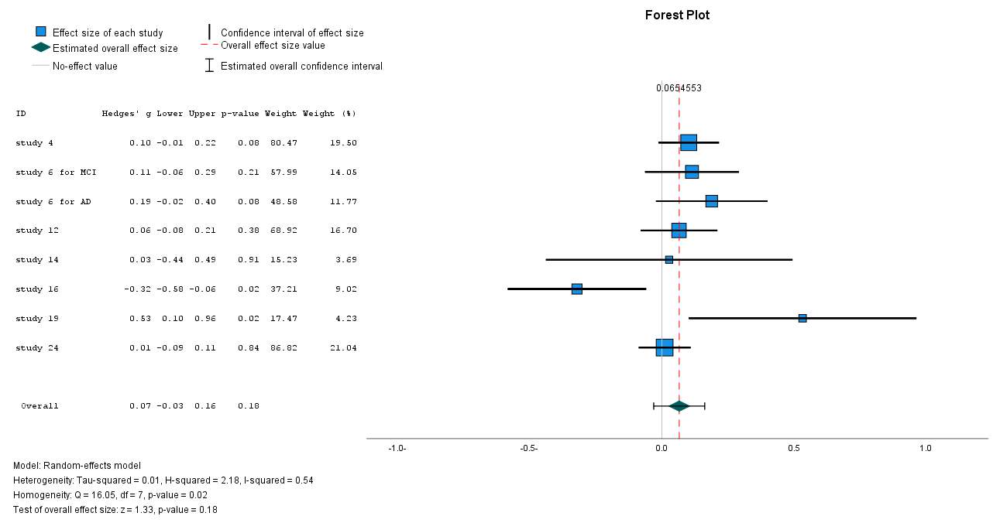 Forest Plot
Effect size of each study
Confidence interval of effect size
Estimated overall effect size
Overall effect size value
No-effect value
Estimated overall confidence interval
0.0654553
ID Hedges' g Lower Upper p-value Weight Weight (%)
study 4 0.10 -0.01 0.22 0.08 80.47 19.50
study 6 for MCI 0.11 -0.06 0.29 0.21 57.99 14.05
study 6 for AD 0.19 -0.02 0.40 0.08 48.58 11.77
study 12 0.06 -0.08 0.21 0.38 68.92 16.70
study 14 0.03 -0.44 0.49 0.91 15.23 3.69
study 16 -0.32 -0.58 -0.06 0.02 37.21 9.02
study 19 0.53 0.10 0.96 0.02 17.47 4.23
study 24 0.01 -0.09 0.11 0.84 86.82 21.04
Overall 0.07 -0.03 0.16 0.18
-1.0- -0.5- 0.0 0.5 1.0
Model: Random-effects model
Heterogeneity: Tau-squared = 0.01, H-squared = 2.18, I-squared = 0.54
Homogeneity: Q = 16.05, df = 7, p-value = 0.02
Test of overall effect size: z = 1.33, p-value = 0.18